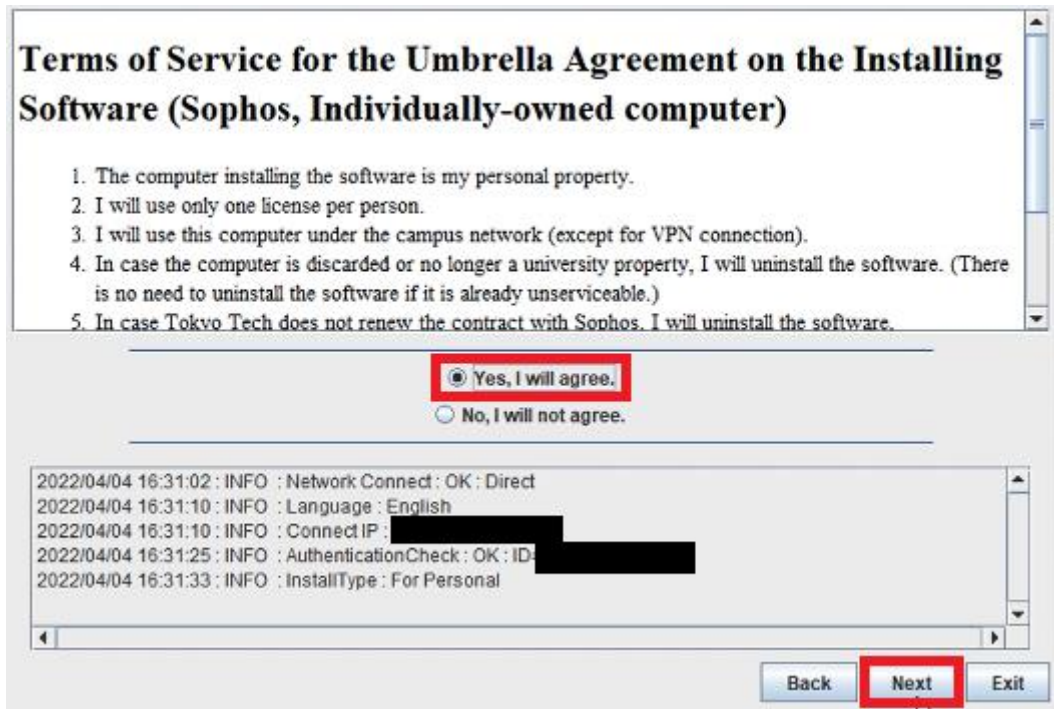 Terms of Service for the Umbrella Agreement on the Installing
Software (Sophos, Individually-owned computer)
1. The computer installing the software is my personal property.
2. I will use only one license per person.
3. I will use this computer under the campus network (except for VPN connection).
4. In case the computer is discarded or no longer a university property, I will uninstall the software. (There
is no need to uninstall the software if it is already unserviceable.)
5. In case Tokyo Tech does not renew the contract with Sophos, I will uninstall the software.
Yes, I will agree.
No, I will not agree.
2022/04/04 16:31:02 : INFO : Network Connect : OK : Direct
2022/04/04 16:31:10 : INFO : Language : English
2022/04/04 16:31:10 : INFO : Connect IP :
2022/04/04 16:31:25 : INFO : AuthenticationCheck : OK : ID=
2022/04/04 16:31:33 : INFO : InstallType : For Personal
Back Next Exit